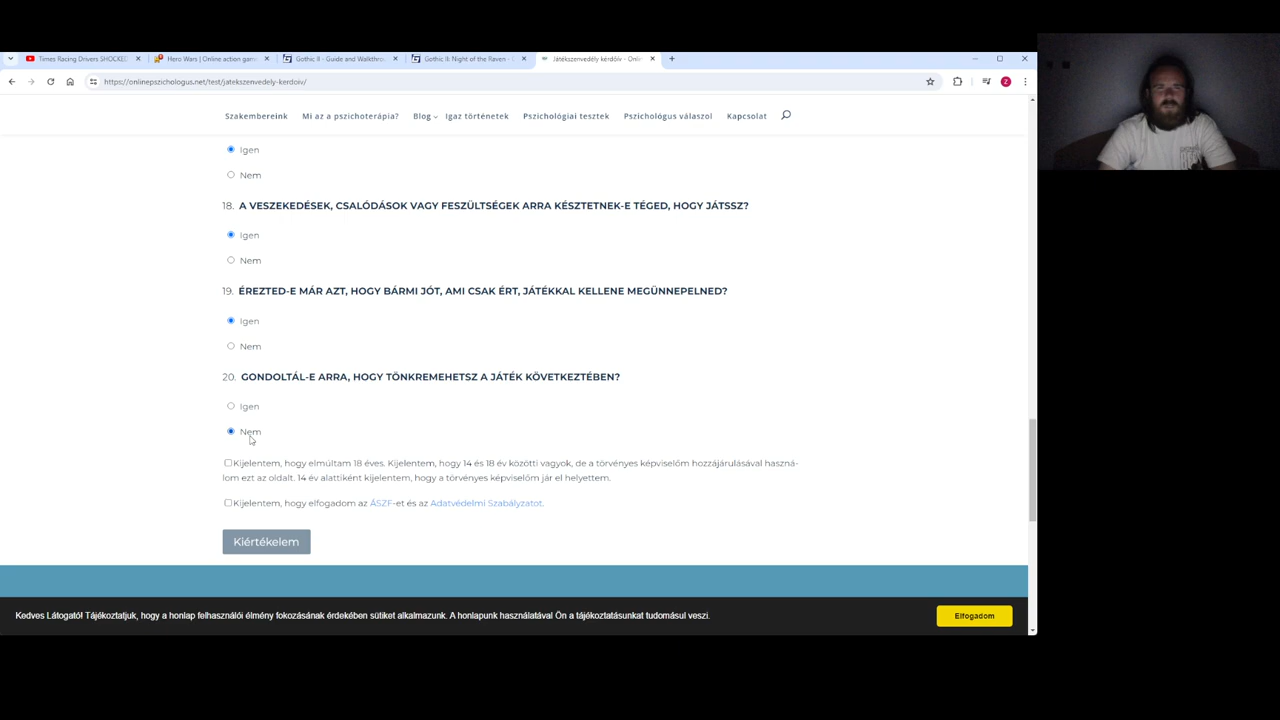 Times Racing Drivers SHOCKED
Hero Wars | Online action gam
Gothic II - Guide and Walkthro
Gothic II: Night of the Raven -
Játékszenvedély kérdőív - Onlin
https://onlinepszichologus.net/test/jatekszenvedely-kerdoiv/
Z
Szakembereink Mi az a pszichoterápia? Blog Igaz történetek Pszichológiai tesztek Pszichológus válaszol Kapcsolat
Igen
Nem
18. A VESZEKEDÉSEK, CSALÓDÁSOK VAGY FESZÜLTSÉGEK ARRA KÉSZTETNEK-E TÉGED, HOGY JÁTSSZ?
Igen
Nem
19. ÉREZTED-E MÁR AZT, HOGY BÁRMI JÓT, AMI CSAK ÉRT, JÁTÉKKAL KELLENE MEGÜNNEPELNED?
Igen
Nem
20. GONDOLTÁL-E ARRA, HOGY TÖNKREMEHETSZ A JÁTÉK KÖVETKEZTÉBEN?
Igen
Nem
Kijelentem, hogy elmúltam 18 éves. Kijelentem, hogy 14 és 18 év közötti vagyok, de a törvényes képviselőm hozzájárulásával haszná-
lom ezt az oldalt. 14 év alattiként kijelentem, hogy a törvényes képviselőm jár el helyettem.
Kijelentem, hogy elfogadom az ÁSZF-et és az Adatvédelmi Szabályzatot.
Kiértékelem
Kedves Látogató! Tájékoztatjuk, hogy a honlap felhasználói élmény fokozásának érdekében sütiket alkalmazunk. A honlapunk használatával Ön a tájékoztatásunkat tudomásul veszi.
Elfogadom